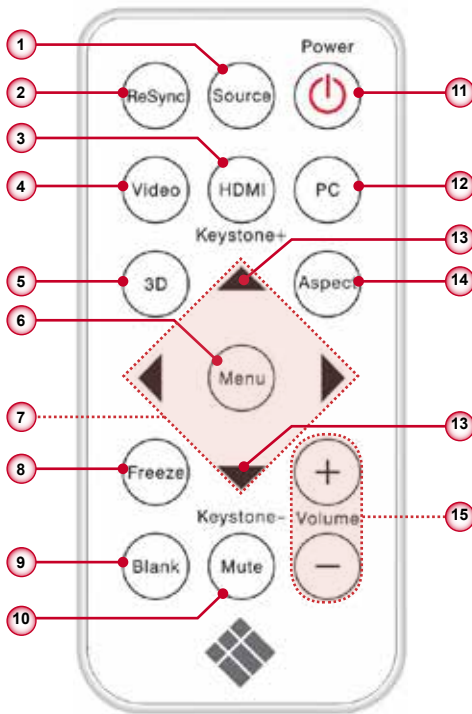 Power
1
2
ReSync
Source
11
3
4
Video
HDMI
PC
12
Keystone+
13
5
3D
Aspect
14
6
Menu
7
13
8
Freeze
+
Keystone-
Volume
15
9
Blank
Mute
−
10